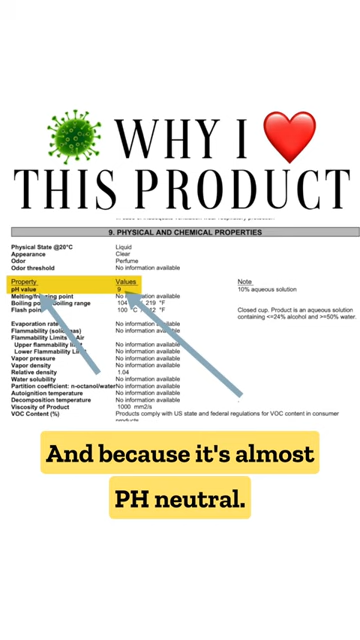 WHY I
THIS PRODUCT
9. PHYSICAL AND CHEMICAL PROPERTIES
Physical State @20°C Liquid
Appearance Clear
Odor Perfume
Odor threshold No information available
Property Values Note
pH value 9 10% aqueous solution
Melting/freezing point No information available
Boiling point/boiling range 104 219 °F
Flash point 100 °C 212 °F Closed cup. Product is an aqueous solution
containing <=24% alcohol and >=50% water.
Evaporation rate No information available
Flammability (solid, gas) No information available
Flammability Limits in Air
Upper flammability limit No information available
Lower Flammability Limit No information available
Vapor pressure No information available
Vapor density No information available
Relative density 1.04
Water solubility No information available
Partition coefficient: n-octanol/water No information available
Autoignition temperature No information available
Decomposition temperature No information available
Viscosity of Product 1000 mm2/s
VOC Content (%) Products comply with US state and federal regulations for VOC content in consumer
And because it's almost
PH neutral.